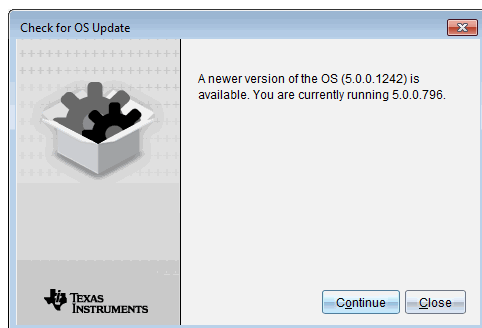 Check for OS Update
A newer version of the OS (5.0.0.1242) is
available. You are currently running 5.0.0.796.
TEXAS
INSTRUMENTS
Continue
Close